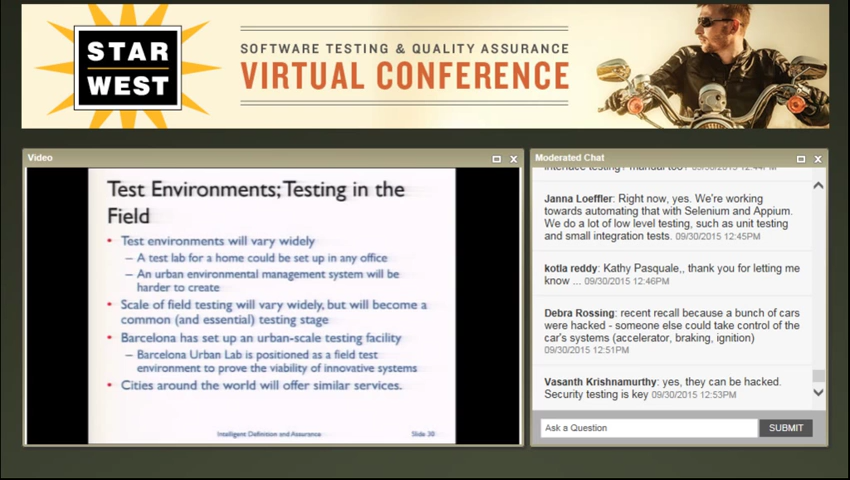 STAR
WEST
SOFTWARE TESTING & QUALITY ASSURANCE
VIRTUAL CONFERENCE
Video
Test Environments; Testing in the
Field
• Test environments will vary widely
– A test lab for a home could be set up in any office
– An urban environmental management system will be
harder to create
• Scale of field testing will vary widely, but will become a
common (and essential) testing stage
• Barcelona has set up an urban-scale testing facility
– Barcelona Urban Lab is positioned as a field test
environment to prove the viability of innovative systems
• Cities around the world will offer similar services.
Intelligent Definition and Assurance
Slide 30
Moderated Chat
Janna Loeffler: Right now, yes. We're working
towards automating that with Selenium and Appium.
We do a lot of low level testing, such as unit testing
and small integration tests. 09/30/2015 12:45PM
kotla reddy: Kathy Pasquale,, thank you for letting me
know ... 09/30/2015 12:46PM
Debra Rossing: recent recall because a bunch of cars
were hacked - someone else could take control of the
car's systems (accelerator, braking, ignition)
09/30/2015 12:51PM
Vasanth Krishnamurthy: yes, they can be hacked.
Security testing is key 09/30/2015 12:53PM
Ask a Question
SUBMIT